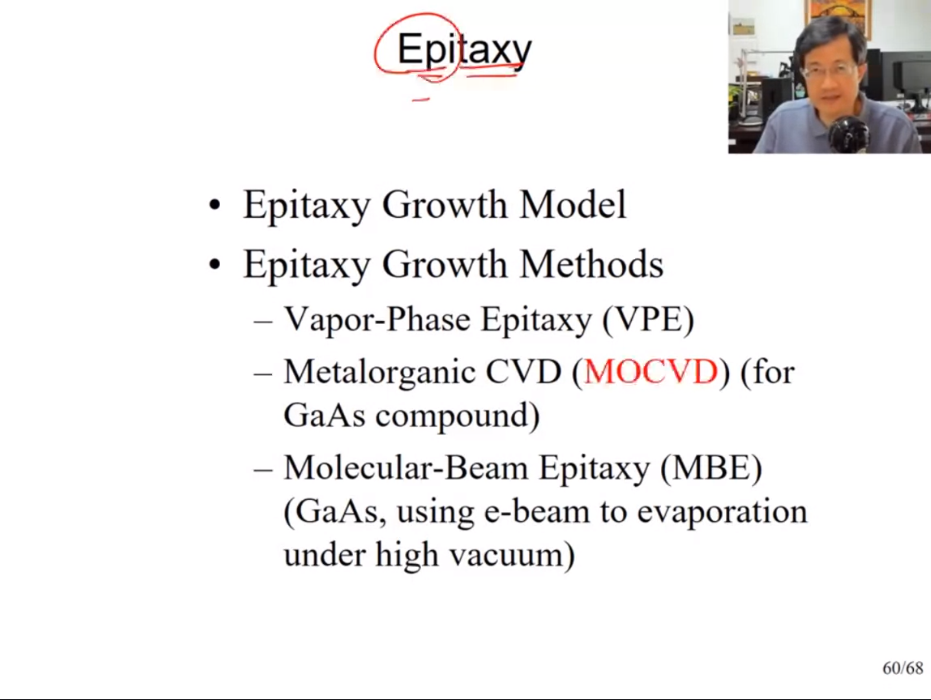 Epitaxy
• Epitaxy Growth Model
• Epitaxy Growth Methods
– Vapor-Phase Epitaxy (VPE)
– Metalorganic CVD (MOCVD) (for
GaAs compound)
– Molecular-Beam Epitaxy (MBE)
(GaAs, using e-beam to evaporation
under high vacuum)
60/68